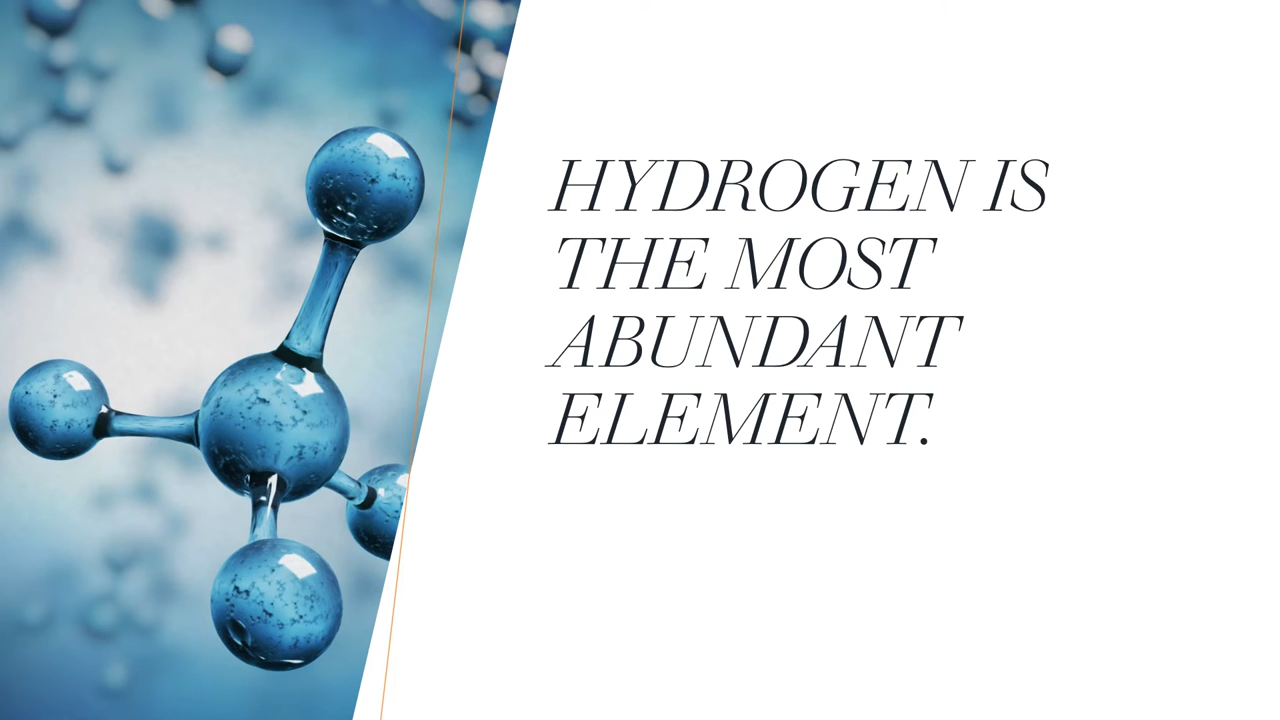 HYDROGEN IS
THE MOST
ABUNDANT
ELEMENT.